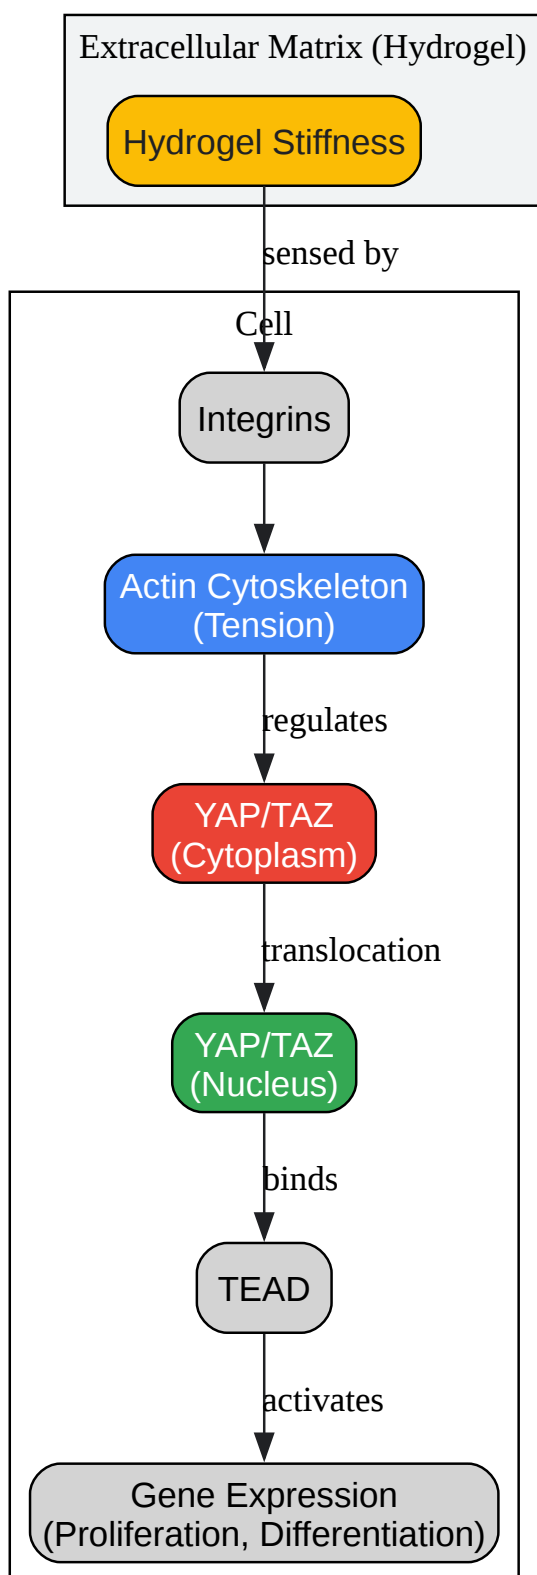 Extracellular Matrix (Hydrogel)
Hydrogel Stiffness
sensed by
Cell
Integrins
Actin Cytoskeleton
(Tension)
regulates
YAP/TAZ
(Cytoplasm)
translocation
YAP/TAZ
(Nucleus)
binds
TEAD
activates
Gene Expression
(Proliferation, Differentiation)